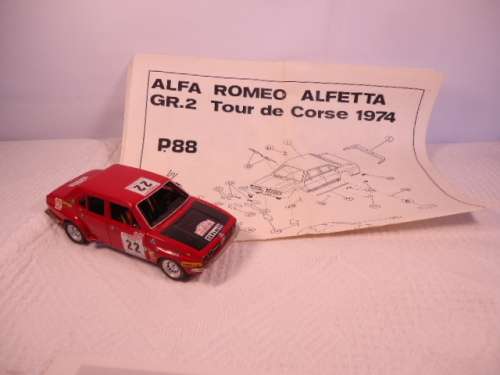 ALFA ROMEO ALFETTA
GR.2 Tour de Corse 1974
P88
22
22